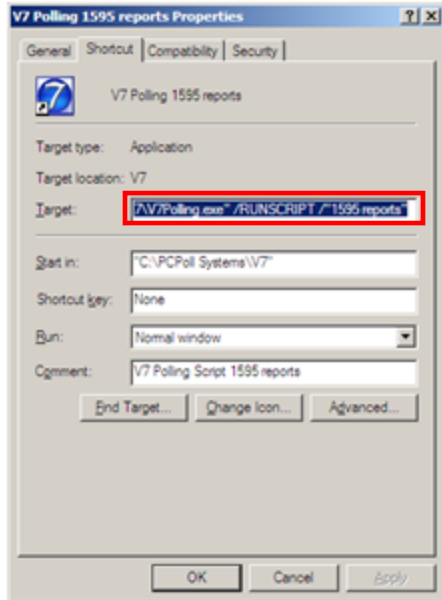 V7 Polling 1595 reports Properties
General Shortcut Compatibility Security
V7 Polling 1595 reports
Target type: Application
Target location: V7
Target: 7\V7Polling.exe" /RUNSCRIPT /"1595 reports"
Start in: "C:\PCPoll Systems\V7"
Shortcut key: None
Run: Normal window
Comment: V7 Polling Script 1595 reports
Find Target... Change Icon... Advanced...
OK Cancel Apply